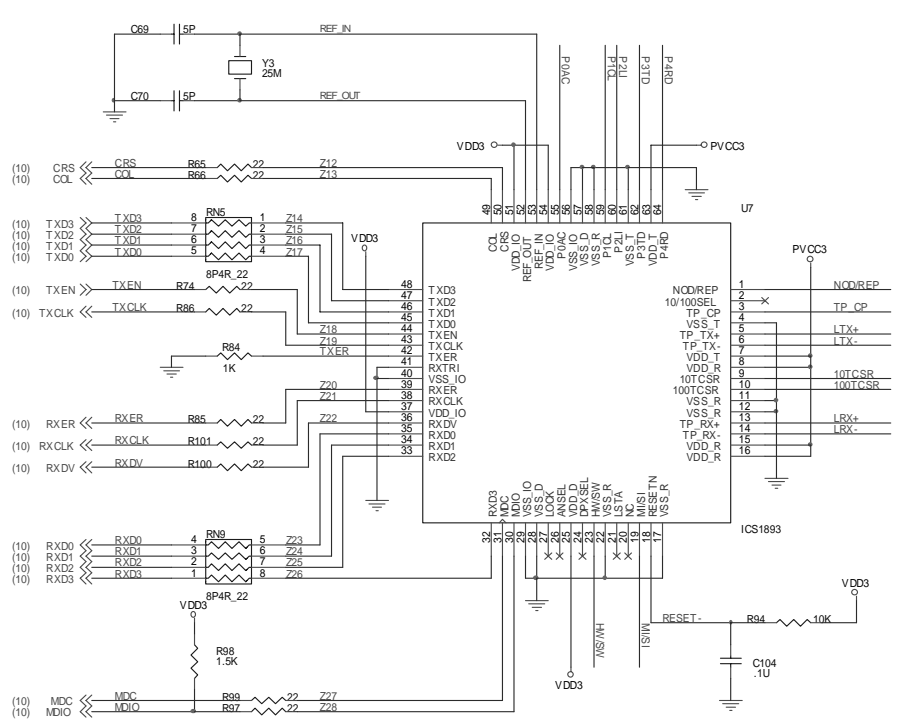 C69 5P REF_IN
Y3
25M
C70 5P REF_OUT
P0AC P1CL P2LI P3TD P4RD
VDD3 PVCC3
(10) CRS CRS R65 22 Z12
(10) COL COL R66 22 Z13
49 50 51 52 53 54 55 56 57 58 59 60 61 62 63 64
U7
COL CRS VDD_IO REF_OUT REF_IN VDD_IO P0AC VSS_IO VSS_D VSS_R P1CL P2LI VSS_T P3TD VDD_T P4RD
RN5
(10) TXD3 TXD3 8 1 Z14
(10) TXD2 TXD2 7 2 Z15
(10) TXD1 TXD1 6 3 Z16
(10) TXD0 TXD0 5 4 Z17
8P4R_22
VDD3
PVCC3
(10) TXEN TXEN R74 22 Z18
(10) TXCLK TXCLK R86 22 Z19
R84 TXER
1K
48 TXD3
47 TXD2
46 TXD1
45 TXD0
44 TXEN
43 TXCLK
42 TXER
41 RXTRI
40 VSS_IO
39 RXER
38 RXCLK
37 VDD_IO
36 RXDV
35 RXD0
34 RXD1
33 RXD2
NOD/REP 1 NOD/REP
10/100SEL 2
TP_CP 3 TP_CP
VSS_T 4
TP_TX+ 5 LTX+
TP_TX- 6 LTX-
VDD_T 7
VDD_R 8
10TCSR 9 10TCSR
100TCSR 10 100TCSR
VSS_R 11
VSS_R 12
TP_RX+ 13 LRX+
TP_RX- 14 LRX-
VDD_R 15
VDD_R 16
Z20
Z21
(10) RXER RXER R85 22 Z22
(10) RXCLK RXCLK R101 22
(10) RXDV RXDV R100 22
RXD3 MDC MDIO VSS_IO VSS_D LOCK ANSEL VDD_D DPXSEL HW/SW VSS_R LSTA NC MI/SI RESETN VSS_R
ICS1893
32 31 30 29 28 27 26 25 24 23 22 21 20 19 18 17
RN9
(10) RXD0 RXD0 4 5 Z23
(10) RXD1 RXD1 3 6 Z24
(10) RXD2 RXD2 2 7 Z25
(10) RXD3 RXD3 1 8 Z26
8P4R_22
VDD3
VDD3
RESET- R94 10K
HW/SW MI/SI
R98
1.5K
C104
.1U
VDD3
(10) MDC MDC R99 22 Z27
(10) MDIO MDIO R97 22 Z28